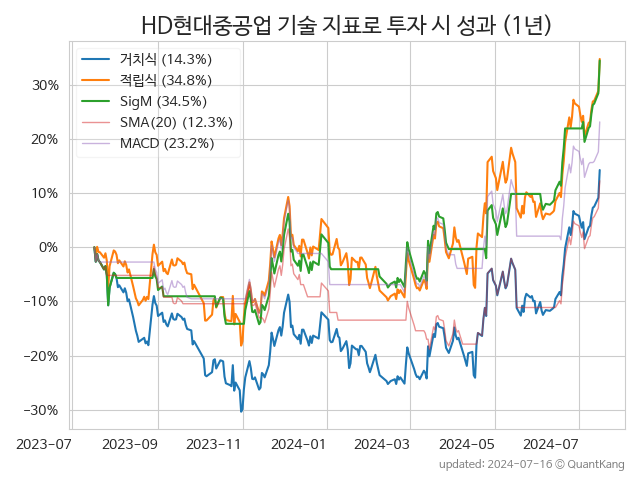 HD현대중공업 기술 지표로 투자 시 성과 (1년)
거치식 (14.3%)
적립식 (34.8%)
SigM (34.5%)
SMA(20) (12.3%)
MACD (23.2%)
30%
20%
10%
0%
−10%
−20%
−30%
2023-07 2023-09 2023-11 2024-01 2024-03 2024-05 2024-07
updated: 2024-07-16 © QuantKang